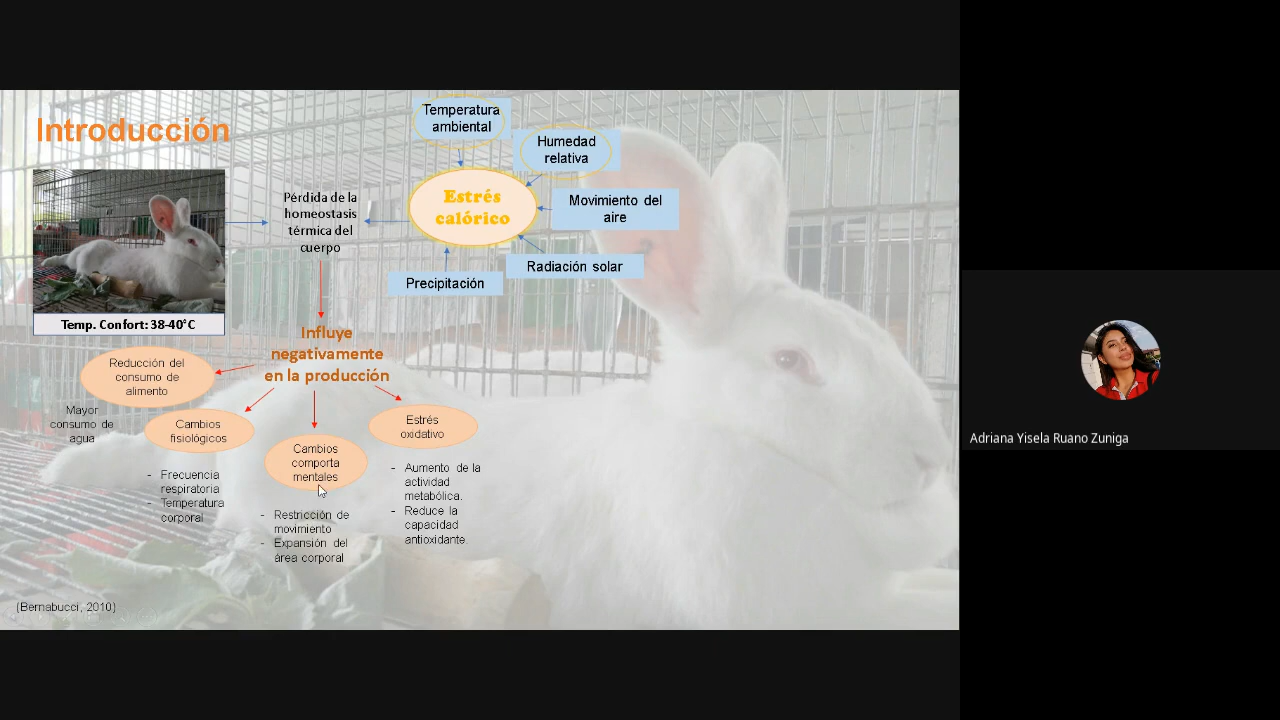 Introducción
Temperatura
ambiental
Humedad
relativa
Estrés
calórico
Movimiento del
aire
Radiación solar
Precipitación
Pérdida de la
homeostasis
térmica del
cuerpo
Temp. Confort: 38-40°C
Influye
negativamente
en la producción
Reducción del
consumo de
alimento
Mayor
consumo de
agua
Cambios
fisiológicos
- Frecuencia
respiratoria
- Temperatura
corporal
Cambios
comporta
mentales
- Restricción de
movimiento
- Expansión del
área corporal
Estrés
oxidativo
- Aumento de la
actividad
metabólica.
- Reduce la
capacidad
antioxidante.
(Bernabucci, 2010)
Adriana Yisela Ruano Zuniga